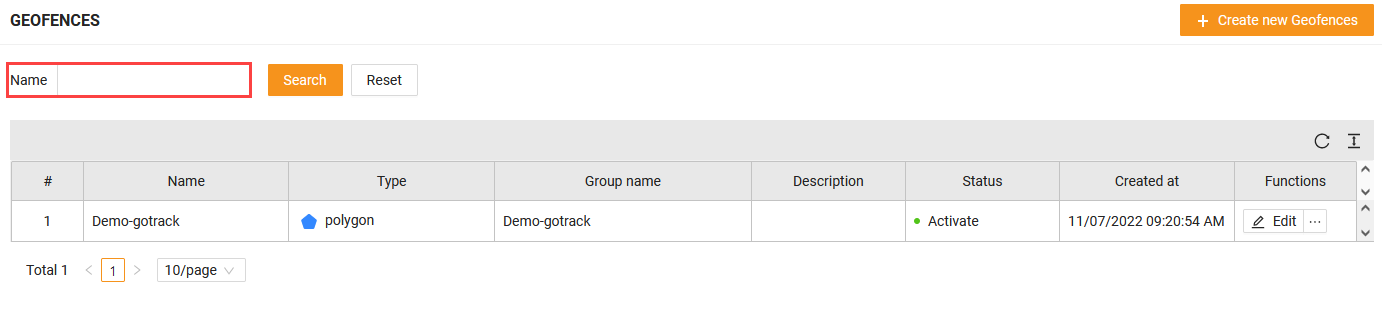 GEOFENCES
+ Create new Geofences
Name
Search
Reset
# Name Type Group name Description Status Created at Functions
1 Demo-gotrack polygon Demo-gotrack Activate 11/07/2022 09:20:54 AM Edit ···
Total 1 < 1 > 10/page